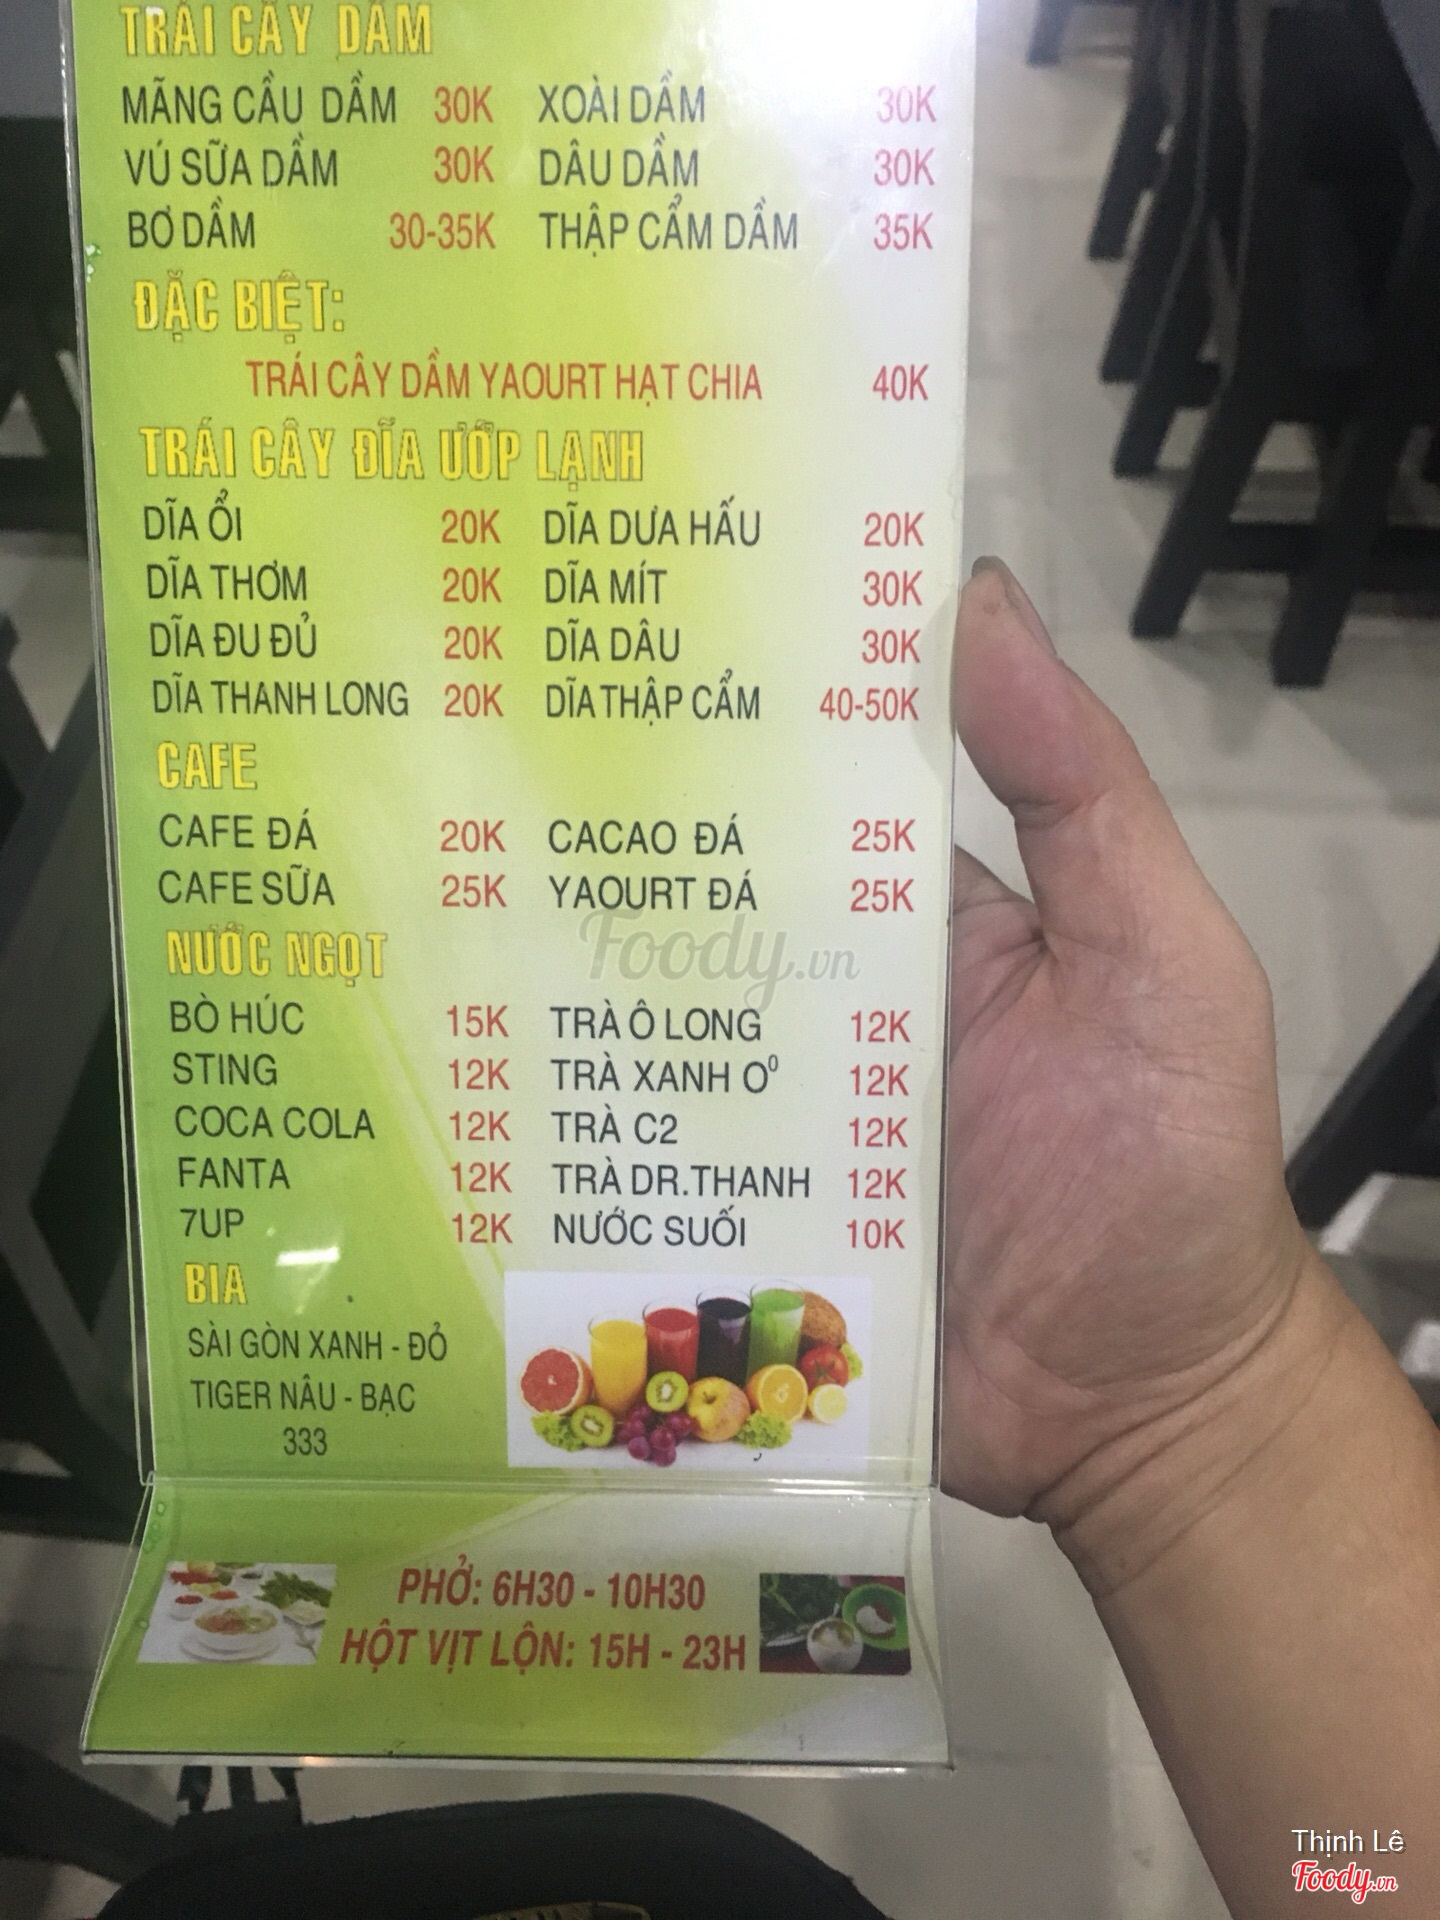 TRÁI CÂY DẦM
MÃNG CẦU DẦM 30K XOÀI DẦM 30K
VÚ SỮA DẦM 30K DÂU DẦM 30K
BƠ DẦM 30-35K THẬP CẨM DẦM 35K
ĐẶC BIỆT:
TRÁI CÂY DẦM YAOURT HẠT CHIA 40K
TRÁI CÂY ĐĨA ƯỚP LẠNH
DĨA ỔI 20K DĨA DƯA HẤU 20K
DĨA THƠM 20K DĨA MÍT 30K
DĨA ĐU ĐỦ 20K DĨA DÂU 30K
DĨA THANH LONG 20K DĨA THẬP CẨM 40-50K
CAFE
CAFE ĐÁ 20K CACAO ĐÁ 25K
CAFE SỮA 25K YAOURT ĐÁ 25K
Foody.vn
NƯỚC NGỌT
BÒ HÚC 15K TRÀ Ô LONG 12K
STING 12K TRÀ XANH O⁰ 12K
COCA COLA 12K TRÀ C2 12K
FANTA 12K TRÀ DR.THANH 12K
7UP 12K NƯỚC SUỐI 10K
BIA
SÀI GÒN XANH - ĐỎ
TIGER NÂU - BẠC
333
PHỞ: 6H30 - 10H30
HỘT VỊT LỘN: 15H - 23H
Thịnh Lê
Foody.vn